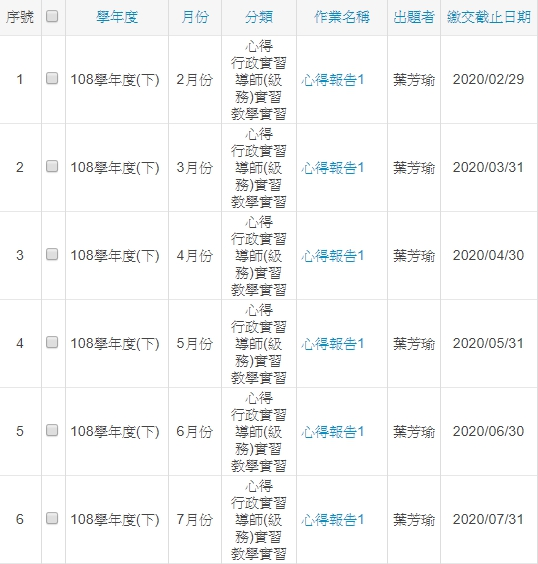 序號 學年度 月份 分類 作業名稱 出題者 繳交截止日期
心得
行政實習
1 108學年度(下) 2月份 導師(級 心得報告1 葉芳瑜 2020/02/29
務)實習
教學實習
心得
行政實習
2 108學年度(下) 3月份 導師(級 心得報告1 葉芳瑜 2020/03/31
務)實習
教學實習
心得
行政實習
3 108學年度(下) 4月份 導師(級 心得報告1 葉芳瑜 2020/04/30
務)實習
教學實習
心得
行政實習
4 108學年度(下) 5月份 導師(級 心得報告1 葉芳瑜 2020/05/31
務)實習
教學實習
心得
行政實習
5 108學年度(下) 6月份 導師(級 心得報告1 葉芳瑜 2020/06/30
務)實習
教學實習
心得
行政實習
6 108學年度(下) 7月份 導師(級 心得報告1 葉芳瑜 2020/07/31
務)實習
教學實習